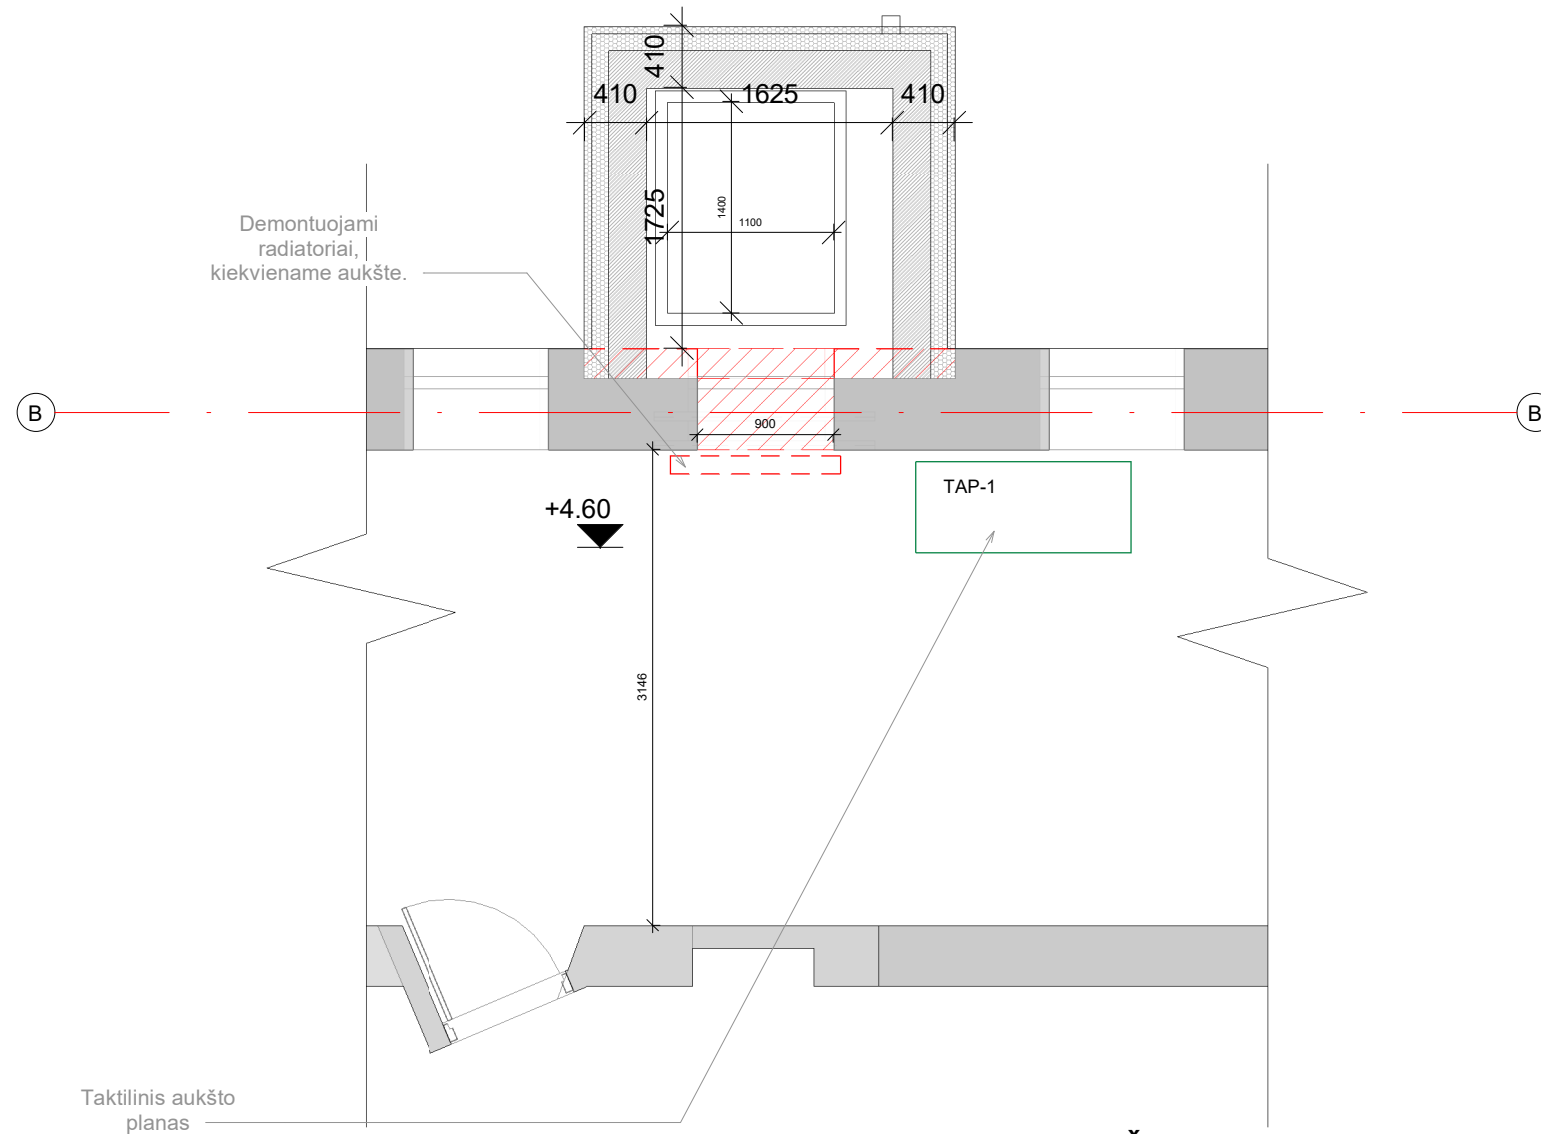 410
410
1625
410
1725
1400
1100
Demontuojami
radiatoriai,
kiekviename aukšte.
B
B
900
TAP-1
+4.60
3146
Taktilinis aukšto
planas